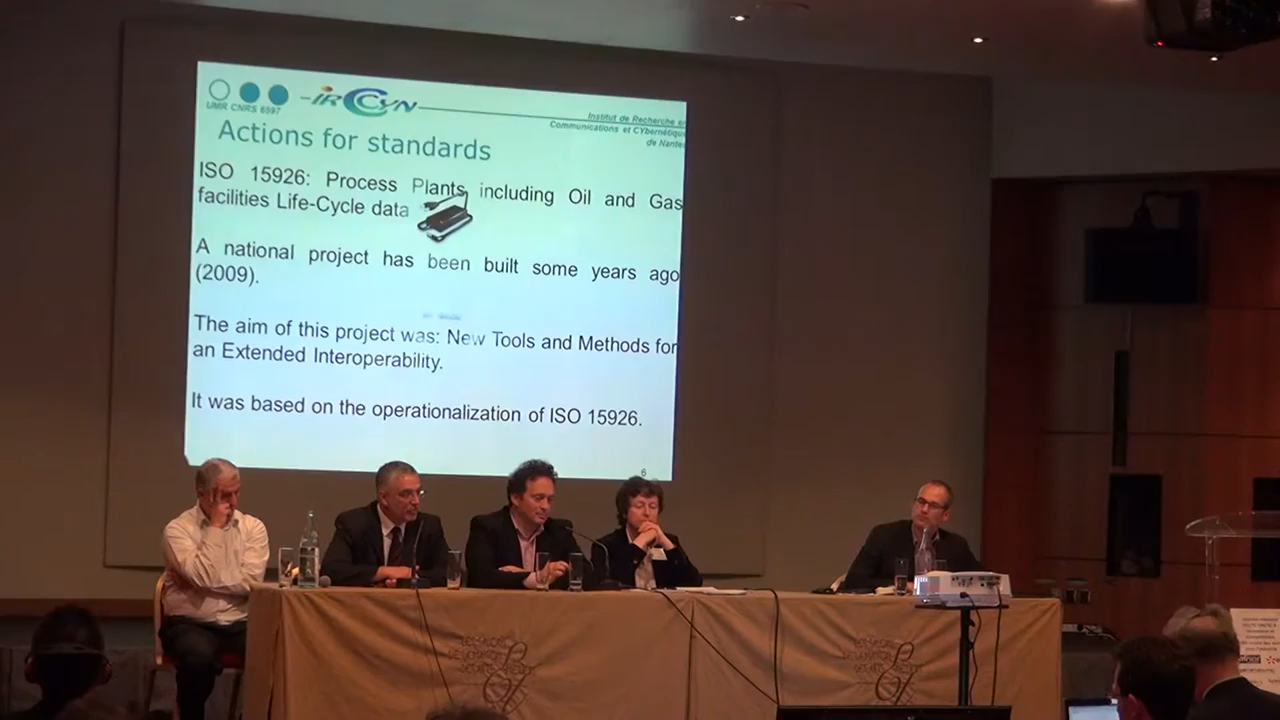 UMR CNRS 6597
IRCCYN
Institut de Recherche en
Communications et CYbernétique
de Nantes
Actions for standards
ISO 15926: Process Plants, including Oil and Gas
facilities Life-Cycle data
A national project has been built some years ago
(2009).
The aim of this project was: New Tools and Methods for
an Extended Interoperability.
It was based on the operationalization of ISO 15926.
6